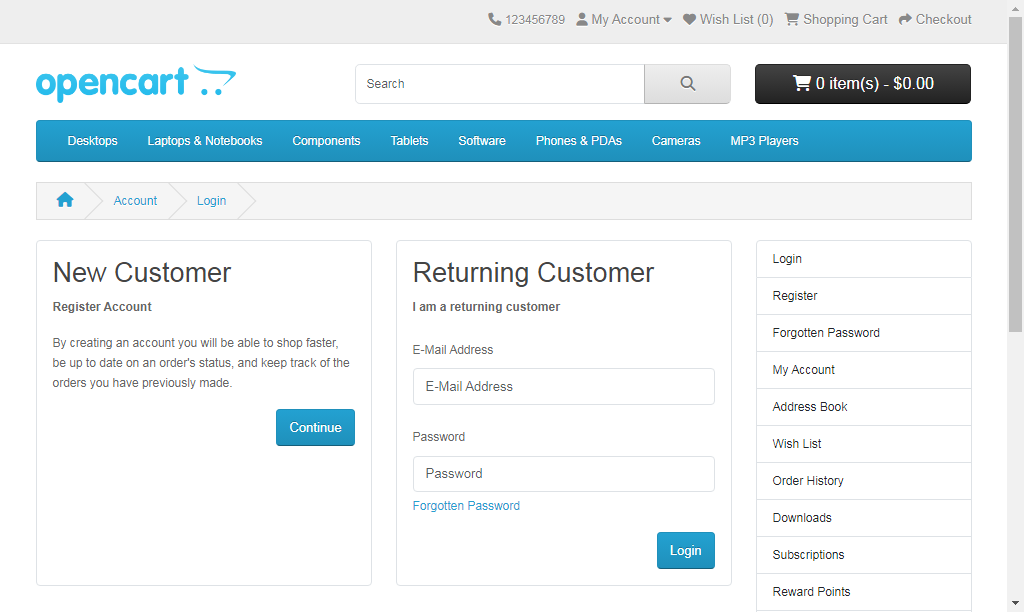 123456789 My Account Wish List (0) Shopping Cart Checkout
opencart
Search
0 item(s) - $0.00
Desktops Laptops & Notebooks Components Tablets Software Phones & PDAs Cameras MP3 Players
Account Login
New Customer
Register Account
By creating an account you will be able to shop faster,
be up to date on an order's status, and keep track of the
orders you have previously made.
Continue
Returning Customer
I am a returning customer
E-Mail Address
E-Mail Address
Password
Password
Forgotten Password
Login
Login
Register
Forgotten Password
My Account
Address Book
Wish List
Order History
Downloads
Subscriptions
Reward Points